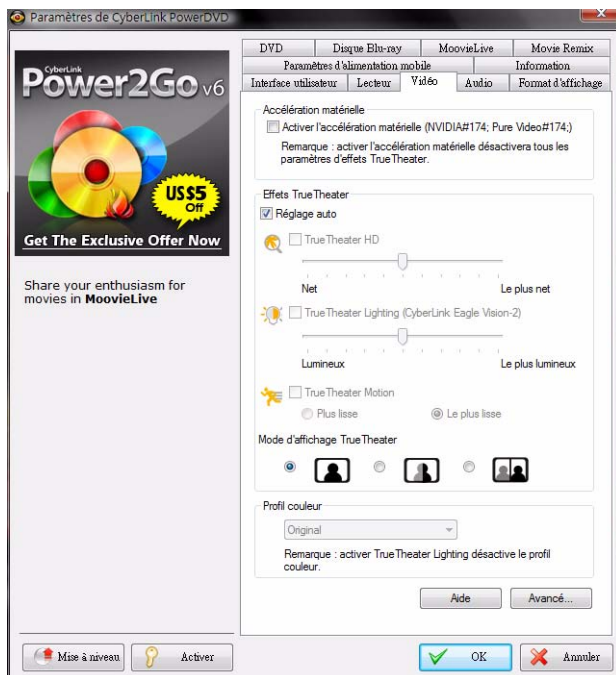 Paramètres de CyberLink PowerDVD
CyberLink
Power2Go v6
US$5
Off
Get The Exclusive Offer Now
Share your enthusiasm for
movies in MoovieLive
DVD
Disque Blu-ray
MoovieLive
Movie Remix
Paramètres d'alimentation mobile
Information
Interface utilisateur
Lecteur
Vidéo
Audio
Format d'affichage
Accélération matérielle
Activer l'accélération matérielle (NVIDIA#174; Pure Video#174;)
Remarque : activer l'accélération matérielle désactivera tous les
paramètres d'effets TrueTheater.
Effets TrueTheater
Réglage auto
TrueTheater HD
Net
Le plus net
TrueTheater Lighting (CyberLink Eagle Vision-2)
Lumineux
Le plus lumineux
TrueTheater Motion
Plus lisse
Le plus lisse
Mode d'affichage TrueTheater
Profil couleur
Original
Remarque : activer TrueTheater Lighting désactive le profil
couleur.
Aide
Avancé...
Mise à niveau
Activer
OK
Annuler